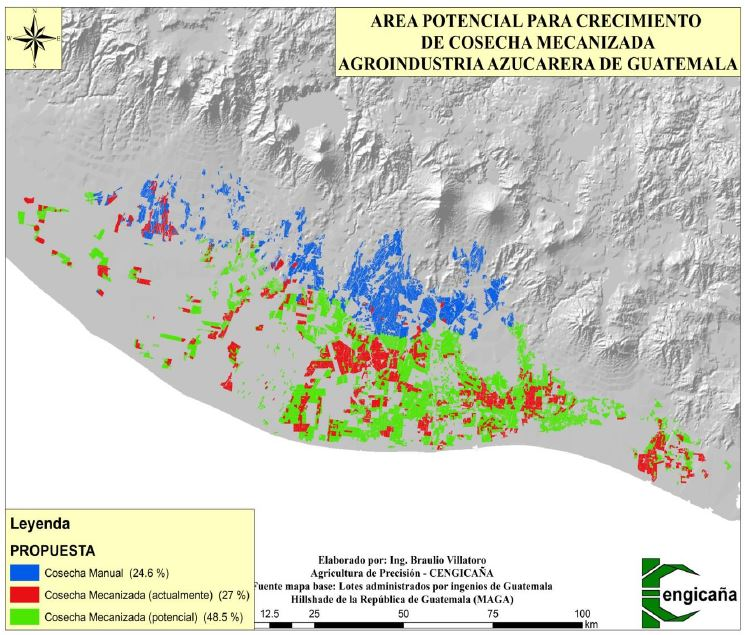 N
W
E
S
AREA POTENCIAL PARA CRECIMIENTO
DE COSECHA MECANIZADA
AGROINDUSTRIA AZUCARERA DE GUATEMALA
Leyenda
PROPUESTA
Cosecha Manual (24.6 %)
Cosecha Mecanizada (actualmente) (27 %)
Cosecha Mecanizada (potencial) (48.5 %)
Elaborado por: Ing. Braulio Villatoro
Agricultura de Precisión - CENGICAÑA
Fuente mapa base: Lotes administrados por ingenios de Guatemala
Hillshade de la República de Guatemala (MAGA)
12.5 25 50 75 100
km
engicaña